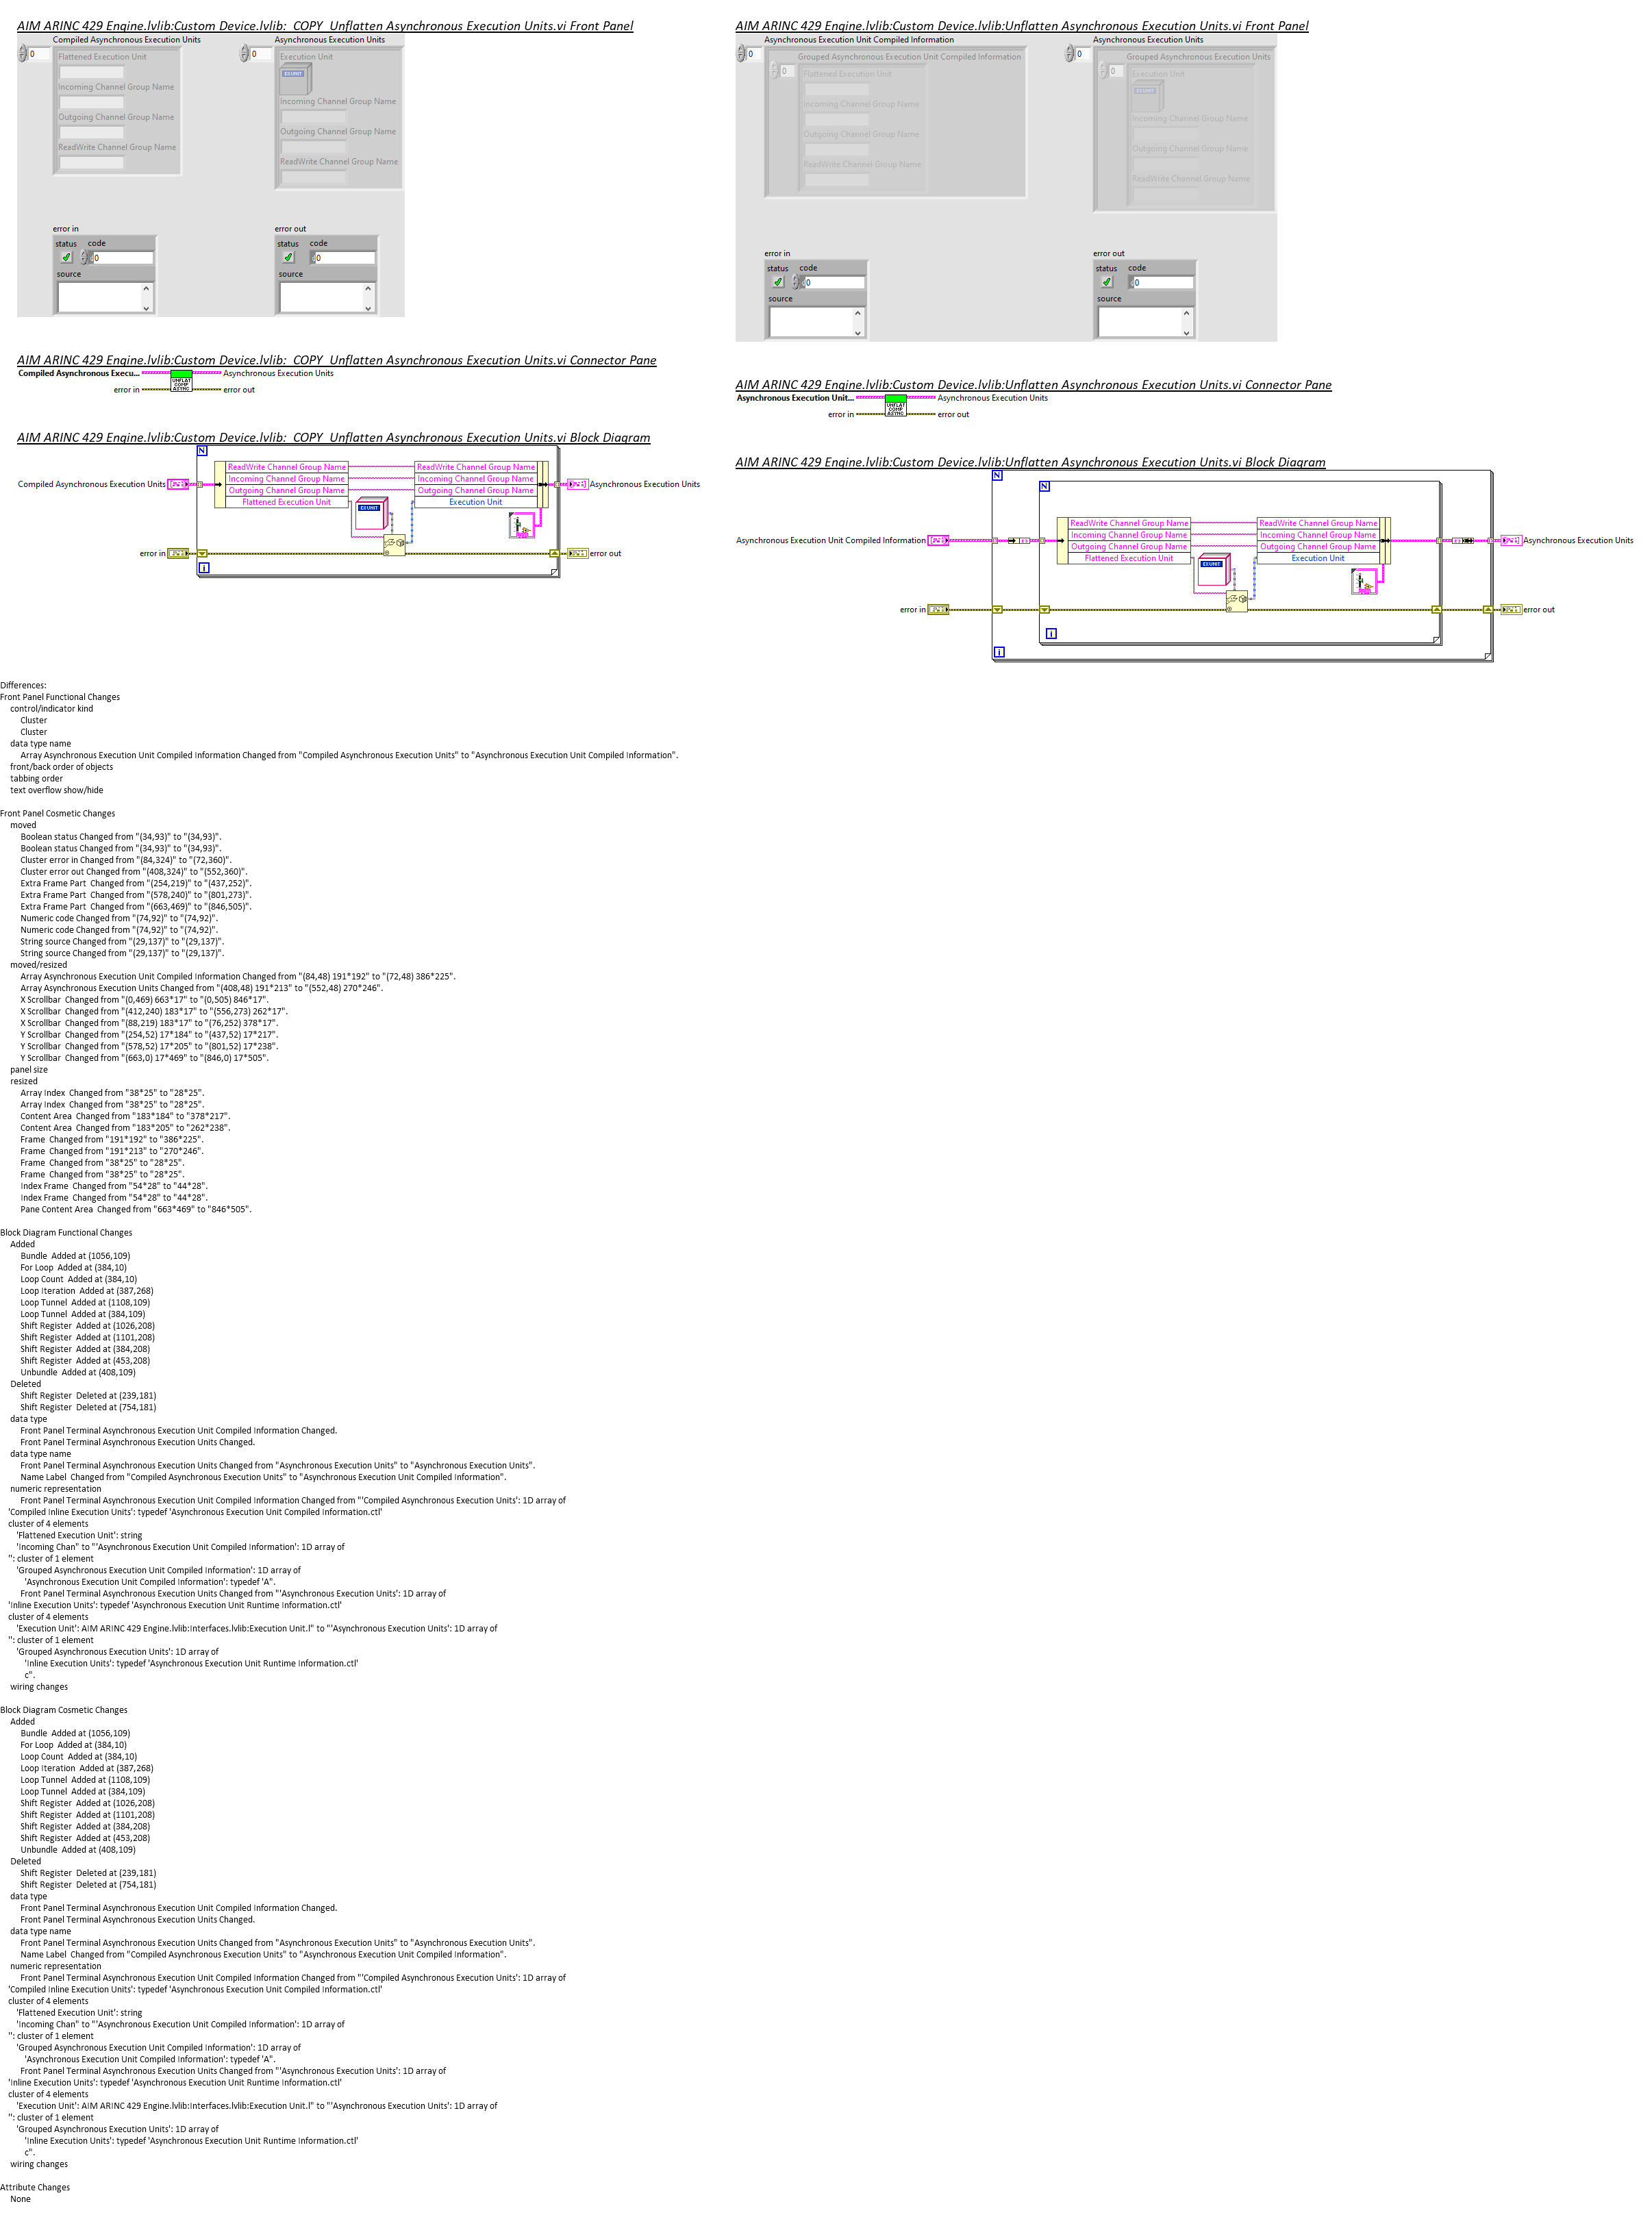 AIM ARINC 429 Engine.lvlib:Custom Device.lvlib:_COPY_Unflatten Asynchronous Execution Units.vi Front Panel
Compiled Asynchronous Execution Units
Asynchronous Execution Units
0
0
Flattened Execution Unit
Execution Unit
EXUNIT
Incoming Channel Group Name
Incoming Channel Group Name
Outgoing Channel Group Name
Outgoing Channel Group Name
ReadWrite Channel Group Name
ReadWrite Channel Group Name
error in
error out
status code
status code
0
0
source
source
AIM ARINC 429 Engine.lvlib:Custom Device.lvlib:_COPY_Unflatten Asynchronous Execution Units.vi Connector Pane
Compiled Asynchronous Execu...
Asynchronous Execution Units
UNFLAT
COMP
ASYNC
error in
error out
AIM ARINC 429 Engine.lvlib:Custom Device.lvlib:_COPY_Unflatten Asynchronous Execution Units.vi Block Diagram
N
ReadWrite Channel Group Name
ReadWrite Channel Group Name
Incoming Channel Group Name
Incoming Channel Group Name
Compiled Asynchronous Execution Units
Asynchronous Execution Units
Outgoing Channel Group Name
Outgoing Channel Group Name
Flattened Execution Unit
Execution Unit
EXUNIT
error in
error out
i
AIM ARINC 429 Engine.lvlib:Custom Device.lvlib:Unflatten Asynchronous Execution Units.vi Front Panel
Asynchronous Execution Unit Compiled Information
Asynchronous Execution Units
0
0
Grouped Asynchronous Execution Unit Compiled Information
Grouped Asynchronous Execution Units
0
0
Flattened Execution Unit
Execution Unit
EXUNIT
Incoming Channel Group Name
Incoming Channel Group Name
Outgoing Channel Group Name
Outgoing Channel Group Name
ReadWrite Channel Group Name
ReadWrite Channel Group Name
error in
error out
status code
status code
0
0
source
source
AIM ARINC 429 Engine.lvlib:Custom Device.lvlib:Unflatten Asynchronous Execution Units.vi Connector Pane
Asynchronous Execution Unit...
Asynchronous Execution Units
UNFLAT
COMP
ASYNC
error in
error out
AIM ARINC 429 Engine.lvlib:Custom Device.lvlib:Unflatten Asynchronous Execution Units.vi Block Diagram
N
N
ReadWrite Channel Group Name
ReadWrite Channel Group Name
Incoming Channel Group Name
Incoming Channel Group Name
Asynchronous Execution Unit Compiled Information
Asynchronous Execution Units
Outgoing Channel Group Name
Outgoing Channel Group Name
Flattened Execution Unit
Execution Unit
EXUNIT
error in
error out
i
i
Differences:
Front Panel Functional Changes
control/indicator kind
Cluster
Cluster
data type name
Array Asynchronous Execution Unit Compiled Information Changed from "Compiled Asynchronous Execution Units" to "Asynchronous Execution Unit Compiled Information".
front/back order of objects
tabbing order
text overflow show/hide
Front Panel Cosmetic Changes
moved
Boolean status Changed from "(34,93)" to "(34,93)".
Boolean status Changed from "(34,93)" to "(34,93)".
Cluster error in Changed from "(84,324)" to "(72,360)".
Cluster error out Changed from "(408,324)" to "(552,360)".
Extra Frame Part  Changed from "(254,219)" to "(437,252)".
Extra Frame Part  Changed from "(578,240)" to "(801,273)".
Extra Frame Part  Changed from "(663,469)" to "(846,505)".
Numeric code Changed from "(74,92)" to "(74,92)".
Numeric code Changed from "(74,92)" to "(74,92)".
String source Changed from "(29,137)" to "(29,137)".
String source Changed from "(29,137)" to "(29,137)".
moved/resized
Array Asynchronous Execution Unit Compiled Information Changed from "(84,48) 191*192" to "(72,48) 386*225".
Array Asynchronous Execution Units Changed from "(408,48) 191*213" to "(552,48) 270*246".
X Scrollbar  Changed from "(0,469) 663*17" to "(0,505) 846*17".
X Scrollbar  Changed from "(412,240) 183*17" to "(556,273) 262*17".
X Scrollbar  Changed from "(88,219) 183*17" to "(76,252) 378*17".
Y Scrollbar  Changed from "(254,52) 17*184" to "(437,52) 17*217".
Y Scrollbar  Changed from "(578,52) 17*205" to "(801,52) 17*238".
Y Scrollbar  Changed from "(663,0) 17*469" to "(846,0) 17*505".
panel size
resized
Array Index  Changed from "38*25" to "28*25".
Array Index  Changed from "38*25" to "28*25".
Content Area  Changed from "183*184" to "378*217".
Content Area  Changed from "183*205" to "262*238".
Frame  Changed from "191*192" to "386*225".
Frame  Changed from "191*213" to "270*246".
Frame  Changed from "38*25" to "28*25".
Frame  Changed from "38*25" to "28*25".
Index Frame  Changed from "54*28" to "44*28".
Index Frame  Changed from "54*28" to "44*28".
Pane Content Area  Changed from "663*469" to "846*505".
Block Diagram Functional Changes
Added
Bundle  Added at (1056,109)
For Loop  Added at (384,10)
Loop Count  Added at (384,10)
Loop Iteration  Added at (387,268)
Loop Tunnel  Added at (1108,109)
Loop Tunnel  Added at (384,109)
Shift Register  Added at (1026,208)
Shift Register  Added at (1101,208)
Shift Register  Added at (384,208)
Shift Register  Added at (453,208)
Unbundle  Added at (408,109)
Deleted
Shift Register  Deleted at (239,181)
Shift Register  Deleted at (754,181)
data type
Front Panel Terminal Asynchronous Execution Unit Compiled Information Changed.
Front Panel Terminal Asynchronous Execution Units Changed.
data type name
Front Panel Terminal Asynchronous Execution Units Changed from "Asynchronous Execution Units" to "Asynchronous Execution Units".
Name Label  Changed from "Compiled Asynchronous Execution Units" to "Asynchronous Execution Unit Compiled Information".
numeric representation
Front Panel Terminal Asynchronous Execution Unit Compiled Information Changed from "'Compiled Asynchronous Execution Units': 1D array of
'Compiled Inline Execution Units': typedef 'Asynchronous Execution Unit Compiled Information.ctl'
cluster of 4 elements
'Flattened Execution Unit': string
'Incoming Chan" to "'Asynchronous Execution Unit Compiled Information': 1D array of
'': cluster of 1 element
'Grouped Asynchronous Execution Unit Compiled Information': 1D array of
'Asynchronous Execution Unit Compiled Information': typedef 'A".
Front Panel Terminal Asynchronous Execution Units Changed from "'Asynchronous Execution Units': 1D array of
'Inline Execution Units': typedef 'Asynchronous Execution Unit Runtime Information.ctl'
cluster of 4 elements
'Execution Unit': AIM ARINC 429 Engine.lvlib:Interfaces.lvlib:Execution Unit.l" to "'Asynchronous Execution Units': 1D array of
'': cluster of 1 element
'Grouped Asynchronous Execution Units': 1D array of
'Inline Execution Units': typedef 'Asynchronous Execution Unit Runtime Information.ctl'
c".
wiring changes
Block Diagram Cosmetic Changes
Added
Bundle  Added at (1056,109)
For Loop  Added at (384,10)
Loop Count  Added at (384,10)
Loop Iteration  Added at (387,268)
Loop Tunnel  Added at (1108,109)
Loop Tunnel  Added at (384,109)
Shift Register  Added at (1026,208)
Shift Register  Added at (1101,208)
Shift Register  Added at (384,208)
Shift Register  Added at (453,208)
Unbundle  Added at (408,109)
Deleted
Shift Register  Deleted at (239,181)
Shift Register  Deleted at (754,181)
data type
Front Panel Terminal Asynchronous Execution Unit Compiled Information Changed.
Front Panel Terminal Asynchronous Execution Units Changed.
data type name
Front Panel Terminal Asynchronous Execution Units Changed from "Asynchronous Execution Units" to "Asynchronous Execution Units".
Name Label  Changed from "Compiled Asynchronous Execution Units" to "Asynchronous Execution Unit Compiled Information".
numeric representation
Front Panel Terminal Asynchronous Execution Unit Compiled Information Changed from "'Compiled Asynchronous Execution Units': 1D array of
'Compiled Inline Execution Units': typedef 'Asynchronous Execution Unit Compiled Information.ctl'
cluster of 4 elements
'Flattened Execution Unit': string
'Incoming Chan" to "'Asynchronous Execution Unit Compiled Information': 1D array of
'': cluster of 1 element
'Grouped Asynchronous Execution Unit Compiled Information': 1D array of
'Asynchronous Execution Unit Compiled Information': typedef 'A".
Front Panel Terminal Asynchronous Execution Units Changed from "'Asynchronous Execution Units': 1D array of
'Inline Execution Units': typedef 'Asynchronous Execution Unit Runtime Information.ctl'
cluster of 4 elements
'Execution Unit': AIM ARINC 429 Engine.lvlib:Interfaces.lvlib:Execution Unit.l" to "'Asynchronous Execution Units': 1D array of
'': cluster of 1 element
'Grouped Asynchronous Execution Units': 1D array of
'Inline Execution Units': typedef 'Asynchronous Execution Unit Runtime Information.ctl'
c".
wiring changes
Attribute Changes
None